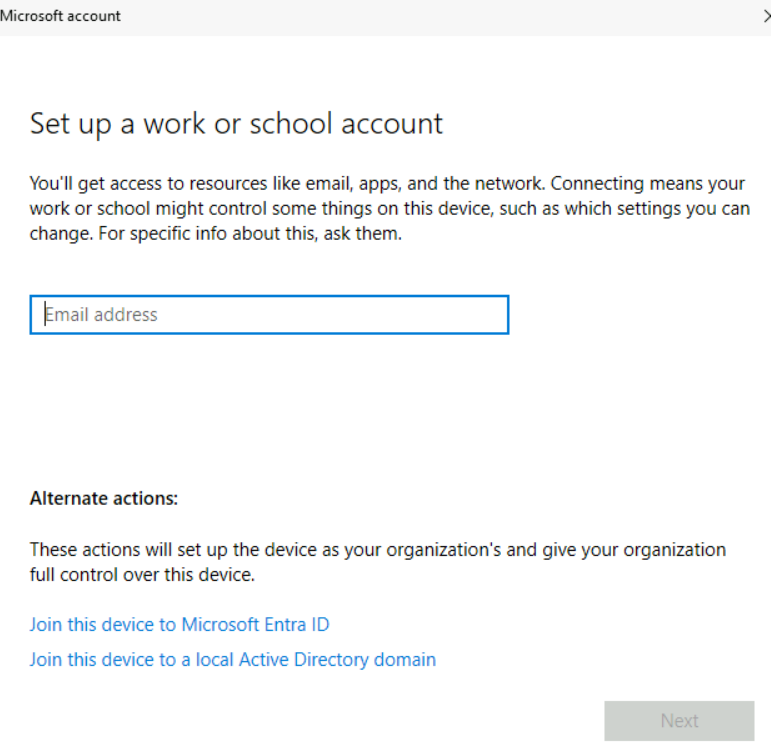 Microsoft account
Set up a work or school account
You'll get access to resources like email, apps, and the network. Connecting means your
work or school might control some things on this device, such as which settings you can
change. For specific info about this, ask them.
Email address
Alternate actions:
These actions will set up the device as your organization's and give your organization
full control over this device.
Join this device to Microsoft Entra ID
Join this device to a local Active Directory domain
Next